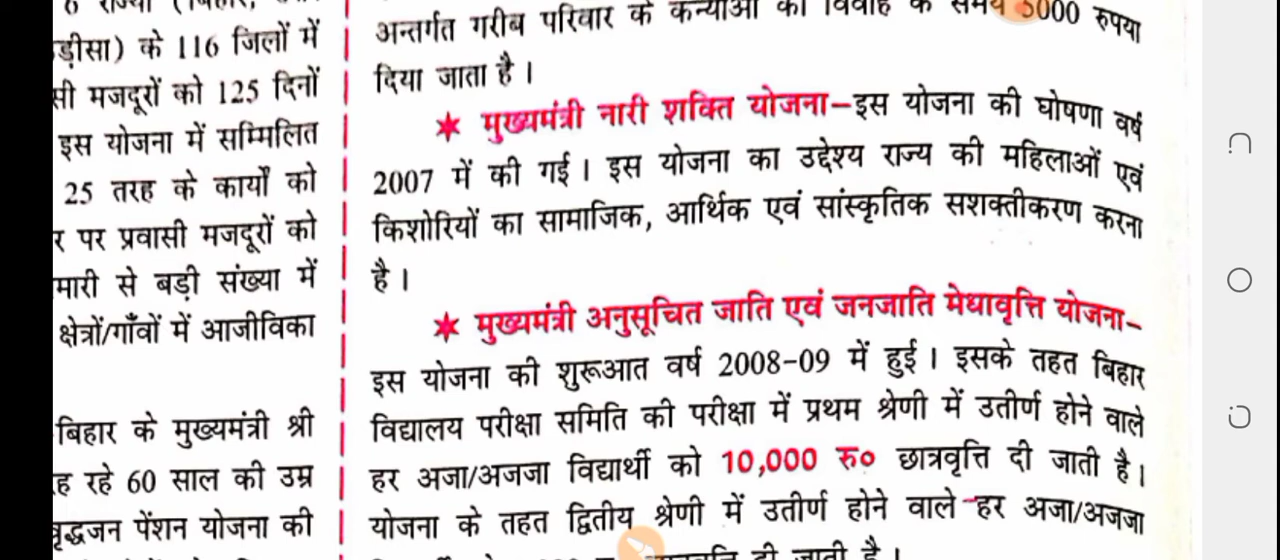 6 राज्यों (बिहार,
ड़ीसा) के 116 जिलों में
सी मजदूरों को 125 दिनों
इस योजना में सम्मिलित
25 तरह के कार्यों को
र पर प्रवासी मजदूरों को
मारी से बड़ी संख्या में
क्षेत्रों/गाँवों में आजीविका
बिहार के मुख्यमंत्री श्री
ह रहे 60 साल की उम्र
वृद्धजन पेंशन योजना की
अन्तर्गत गरीब परिवार के कन्याओं को विवाह के समय 5000 रुपया
दिया जाता है।
★ मुख्यमंत्री नारी शक्ति योजना–इस योजना की घोषणा वर्ष
2007 में की गई। इस योजना का उद्देश्य राज्य की महिलाओं एवं
किशोरियों का सामाजिक, आर्थिक एवं सांस्कृतिक सशक्तीकरण करना
है।
★ मुख्यमंत्री अनुसूचित जाति एवं जनजाति मेधावृत्ति योजना–
इस योजना की शुरूआत वर्ष 2008-09 में हुई। इसके तहत बिहार
विद्यालय परीक्षा समिति की परीक्षा में प्रथम श्रेणी में उतीर्ण होने वाले
हर अजा/अजजा विद्यार्थी को 10,000 रु० छात्रवृत्ति दी जाती है।
योजना के तहत द्वितीय श्रेणी में उतीर्ण होने वाले हर अजा/अजजा
दी जाती है।